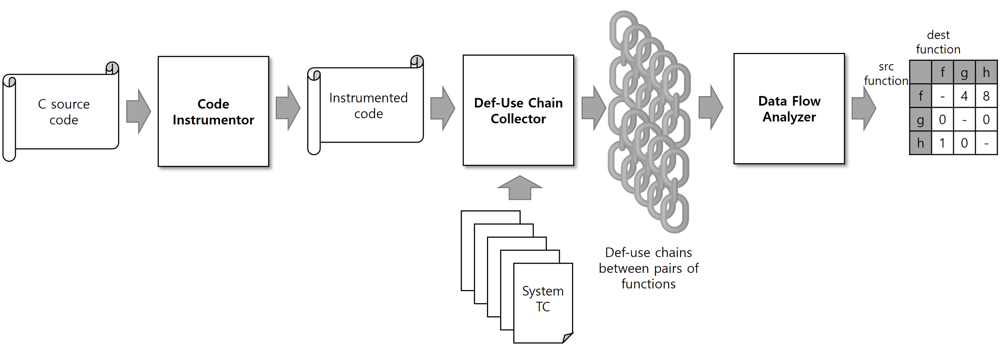 C source
code
Code
Instrumentor
Instrumented
code
Def-Use Chain
Collector
System
TC
Def-use chains
between pairs of
functions
Data Flow
Analyzer
dest
function
src
function
f g h
f - 4 8
g 0 - 0
h 1 0 -